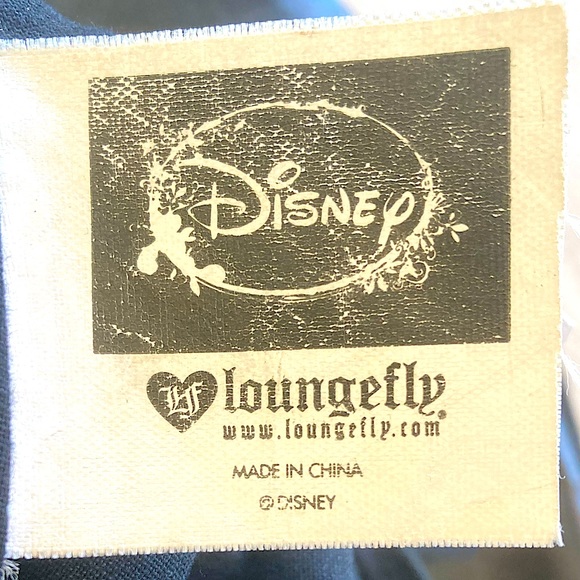 Disney
LF loungefly®
www.loungefly.com
MADE IN CHINA
© DISNEY